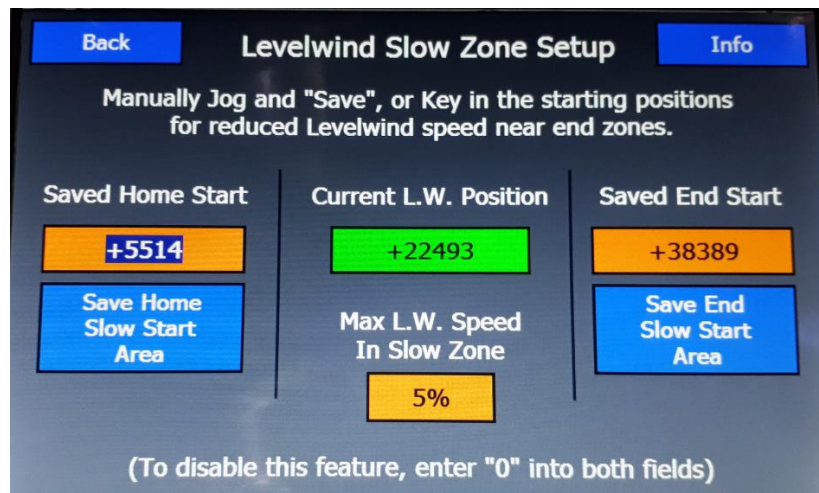 Back
Levelwind Slow Zone Setup
Info
Manually Jog and "Save", or Key in the starting positions
for reduced Levelwind speed near end zones.
Saved Home Start
+5514
Save Home
Slow Start
Area
Current L.W. Position
+22493
Max L.W. Speed
In Slow Zone
5%
Saved End Start
+38389
Save End
Slow Start
Area
(To disable this feature, enter "0" into both fields)